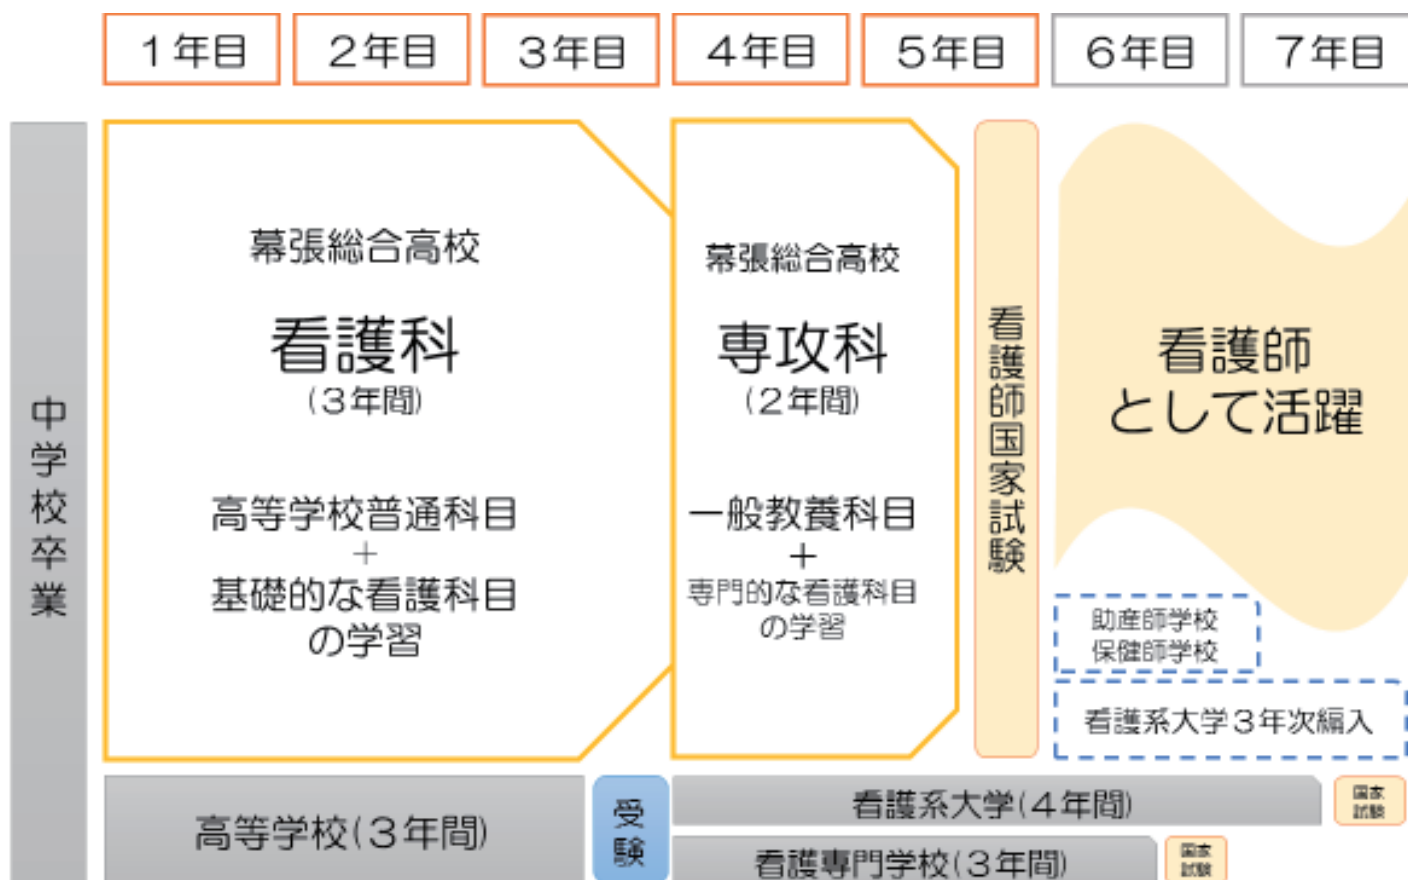 1年目
2年目
3年目
4年目
5年目
6年目
7年目
中学校卒業
幕張総合高校
看護科
(3年間)
高等学校普通科目
+
基礎的な看護科目
の学習
幕張総合高校
専攻科
(2年間)
一般教養科目
+
専門的な看護科目
の学習
看護師国家試験
看護師
として活躍
助産師学校
保健師学校
看護系大学3年次編入
高等学校(3年間)
受験
看護系大学(4年間)
国家
試験
看護専門学校(3年間)
国家
試験